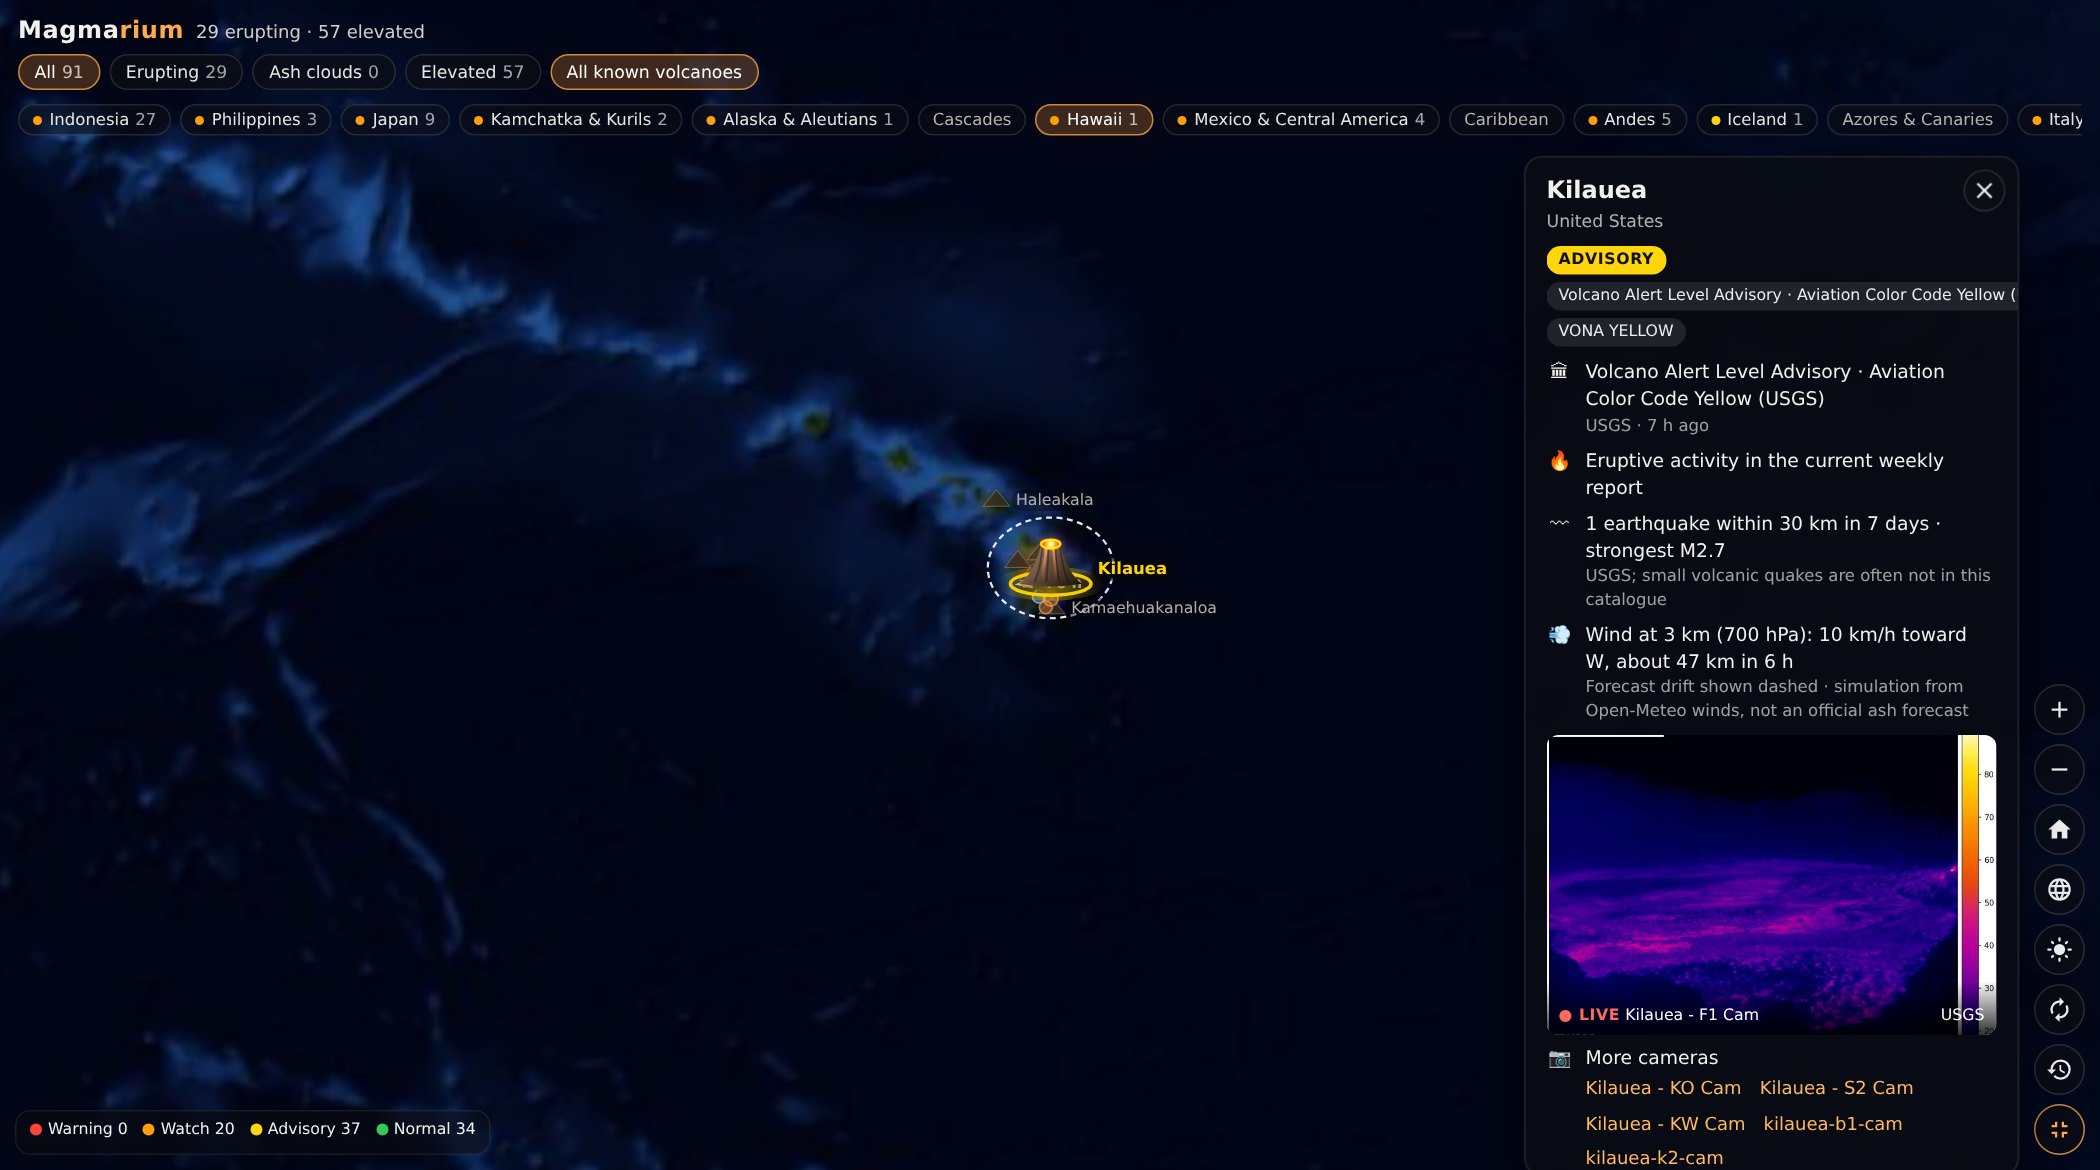 Magmarium 29 erupting · 57 elevated
All 91 Erupting 29 Ash clouds 0 Elevated 57 All known volcanoes
Indonesia 27 Philippines 3 Japan 9 Kamchatka & Kurils 2 Alaska & Aleutians 1 Cascades Hawaii 1 Mexico & Central America 4 Caribbean Andes 5 Iceland 1 Azores & Canaries Italy
Kilauea
United States
ADVISORY
Volcano Alert Level Advisory · Aviation Color Code Yellow (
VONA YELLOW
Volcano Alert Level Advisory · Aviation
Color Code Yellow (USGS)
USGS · 7 h ago
Eruptive activity in the current weekly
report
1 earthquake within 30 km in 7 days ·
strongest M2.7
USGS; small volcanic quakes are often not in this
catalogue
Wind at 3 km (700 hPa): 10 km/h toward
W, about 47 km in 6 h
Forecast drift shown dashed · simulation from
Open-Meteo winds, not an official ash forecast
80
70
60
50
40
30
20
LIVE Kilauea - F1 Cam USGS
More cameras
Kilauea - KO Cam Kilauea - S2 Cam
Kilauea - KW Cam kilauea-b1-cam
kilauea-k2-cam
Haleakala
Kilauea
Kamaehuakanaloa
Warning 0 Watch 20 Advisory 37 Normal 34